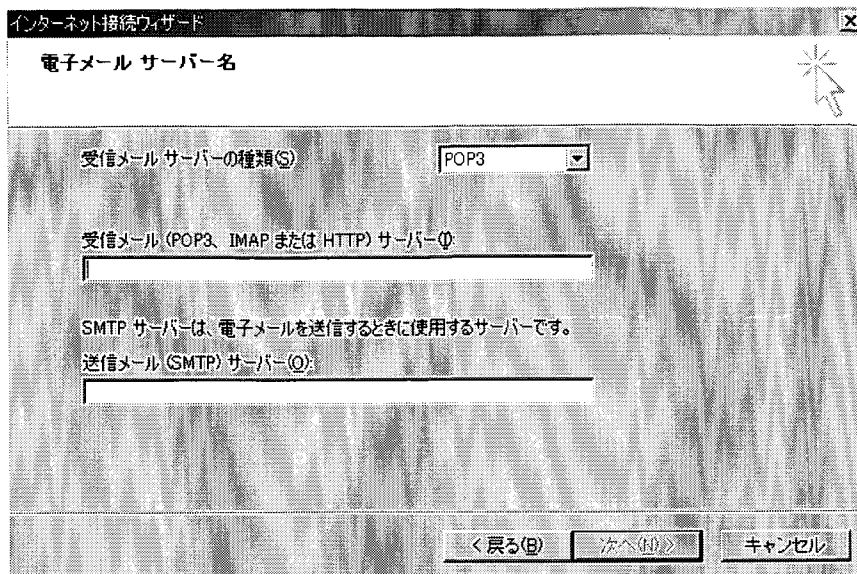 インターネット接続ウィザード
電子メール サーバー名
受信メール サーバーの種類(S)
POP3
受信メール (POP3、IMAP または HTTP) サーバー(I):
SMTP サーバーは、電子メールを送信するときに使用するサーバーです。
送信メール (SMTP) サーバー(O):
< 戻る(B)
次へ(N) >
キャンセル